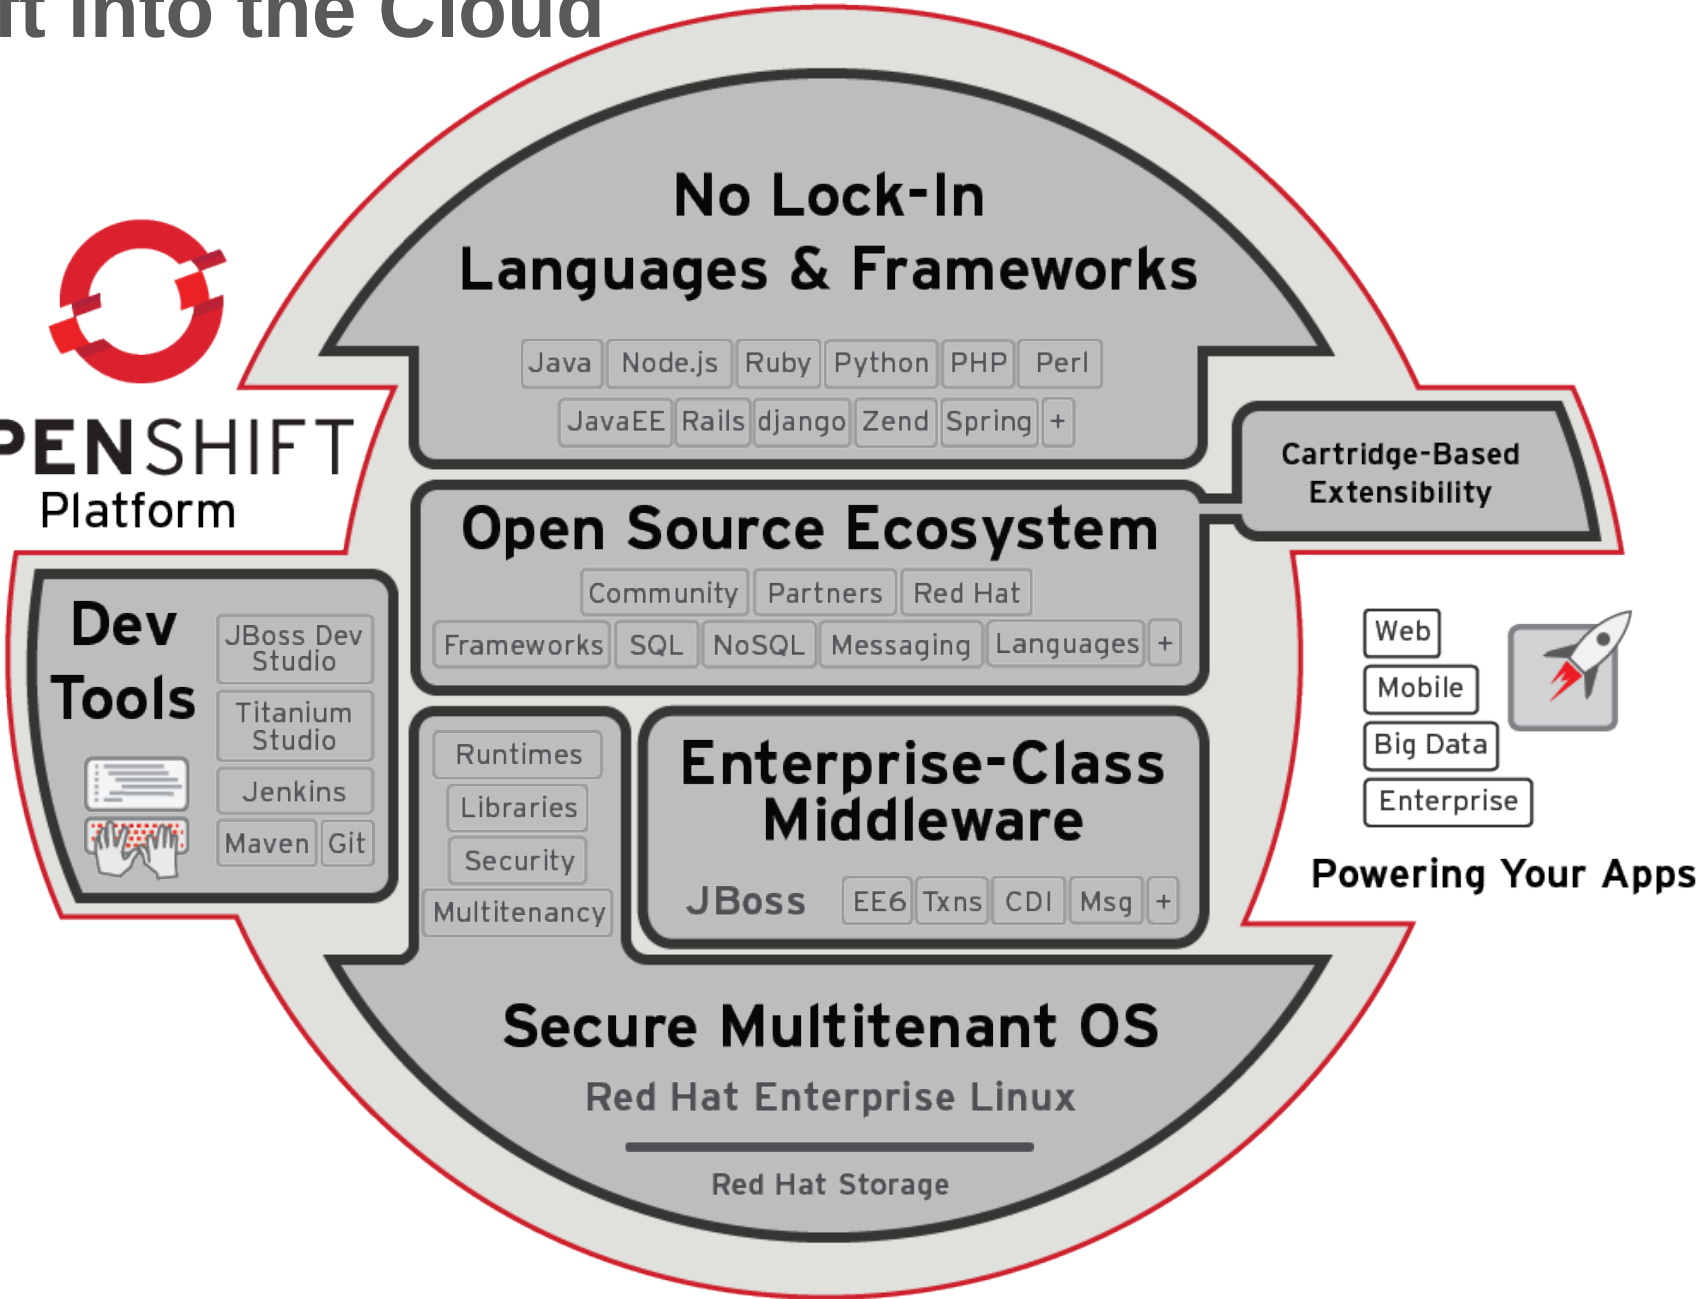 into the Cloud
No Lock-In
Languages & Frameworks
Java Node.js Ruby Python PHP Perl
JavaEE Rails django Zend Spring +
PENSHIFT
Platform
Cartridge-Based
Extensibility
Open Source Ecosystem
Community Partners Red Hat
Frameworks SQL NoSQL Messaging Languages +
Dev
Tools
JBoss Dev
Studio
Titanium
Studio
Jenkins
Maven Git
Runtimes
Libraries
Security
Multitenancy
Enterprise-Class
Middleware
JBoss EE6 Txns CDI Msg +
Web
Mobile
Big Data
Enterprise
Powering Your Apps
Secure Multitenant OS
Red Hat Enterprise Linux
Red Hat Storage